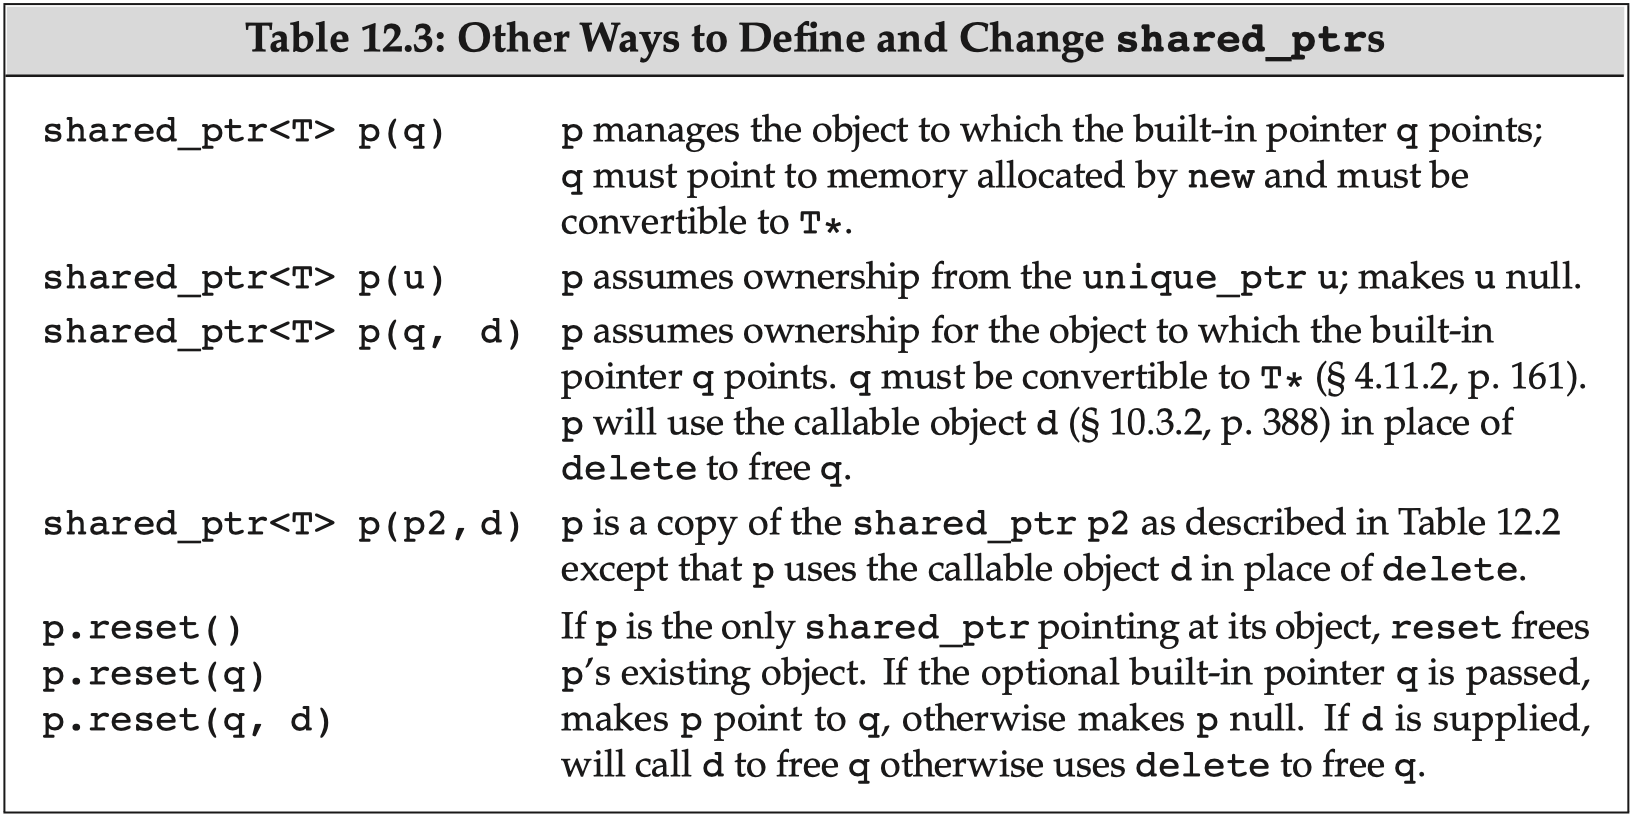 Table 12.3: Other Ways to Define and Change shared_ptrs
shared_ptr<T> p(q) p manages the object to which the built-in pointer q points;
q must point to memory allocated by new and must be
convertible to T*.
shared_ptr<T> p(u) p assumes ownership from the unique_ptr u; makes u null.
shared_ptr<T> p(q, d) p assumes ownership for the object to which the built-in
pointer q points. q must be convertible to T* (§ 4.11.2, p. 161).
p will use the callable object d (§ 10.3.2, p. 388) in place of
delete to free q.
shared_ptr<T> p(p2, d) p is a copy of the shared_ptr p2 as described in Table 12.2
except that p uses the callable object d in place of delete.
p.reset() If p is the only shared_ptr pointing at its object, reset frees
p.reset(q) p's existing object. If the optional built-in pointer q is passed,
p.reset(q, d) makes p point to q, otherwise makes p null. If d is supplied,
will call d to free q otherwise uses delete to free q.